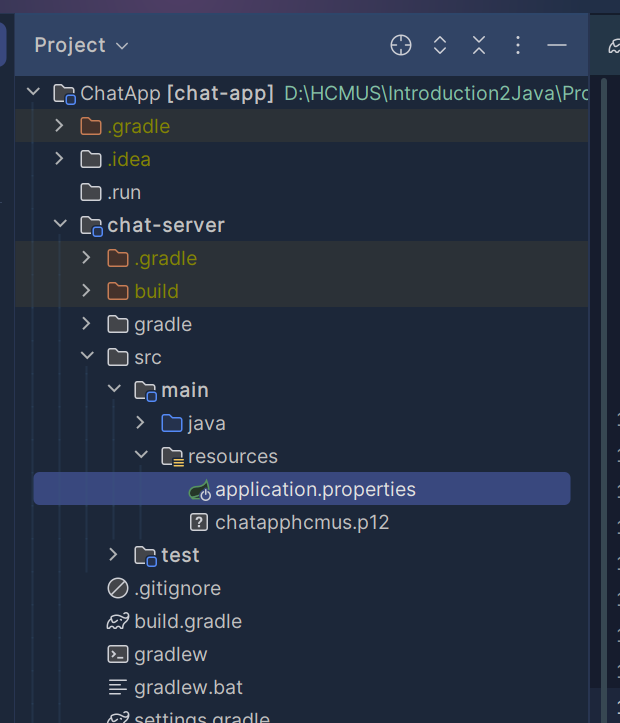 Project
ChatApp [chat-app] D:\HCMUS\Introduction2Java\Pro
.gradle
.idea
.run
chat-server
.gradle
build
gradle
src
main
java
resources
application.properties
chatapphcmus.p12
test
.gitignore
build.gradle
gradlew
gradlew.bat
settings.gradle